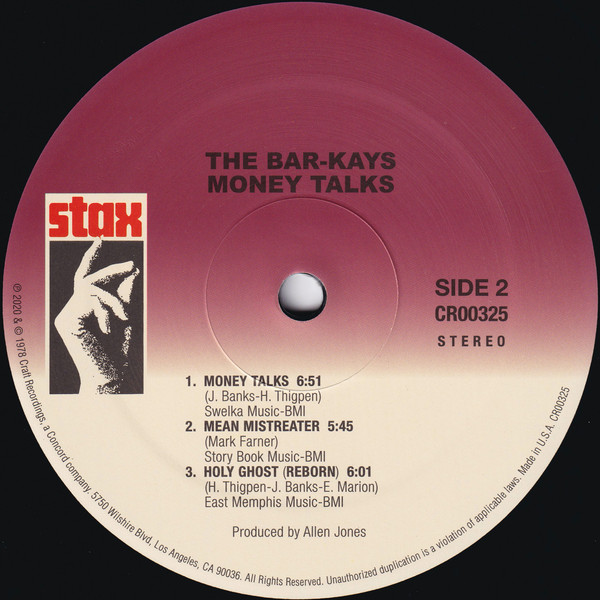 THE BAR-KAYS
MONEY TALKS
stax
SIDE 2
CR00325
STEREO
1. MONEY TALKS 6:51
(J. Banks-H. Thigpen)
Swelka Music-BMI
2. MEAN MISTREATER 5:45
(Mark Farner)
Story Book Music-BMI
3. HOLY GHOST (REBORN) 6:01
(H. Thigpen-J. Banks-E. Marion)
East Memphis Music-BMI
Produced by Allen Jones
℗ 2020 & © 1978 Craft Recordings, a Concord company. 5750 Wilshire Blvd, Los Angeles, CA 90036. All Rights Reserved. Unauthorized duplication is a violation of applicable laws. Made in U.S.A. CR00325